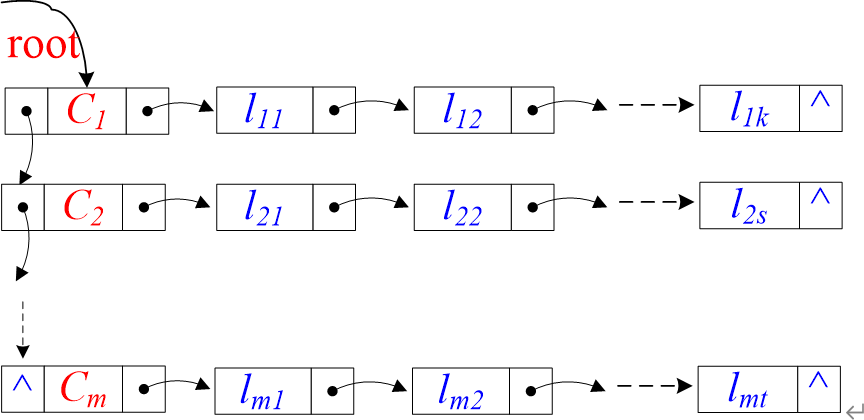 root
C1 l11 l12 l1k ^
C2 l21 l22 l2s ^
^ Cm lm1 lm2 lmt ^